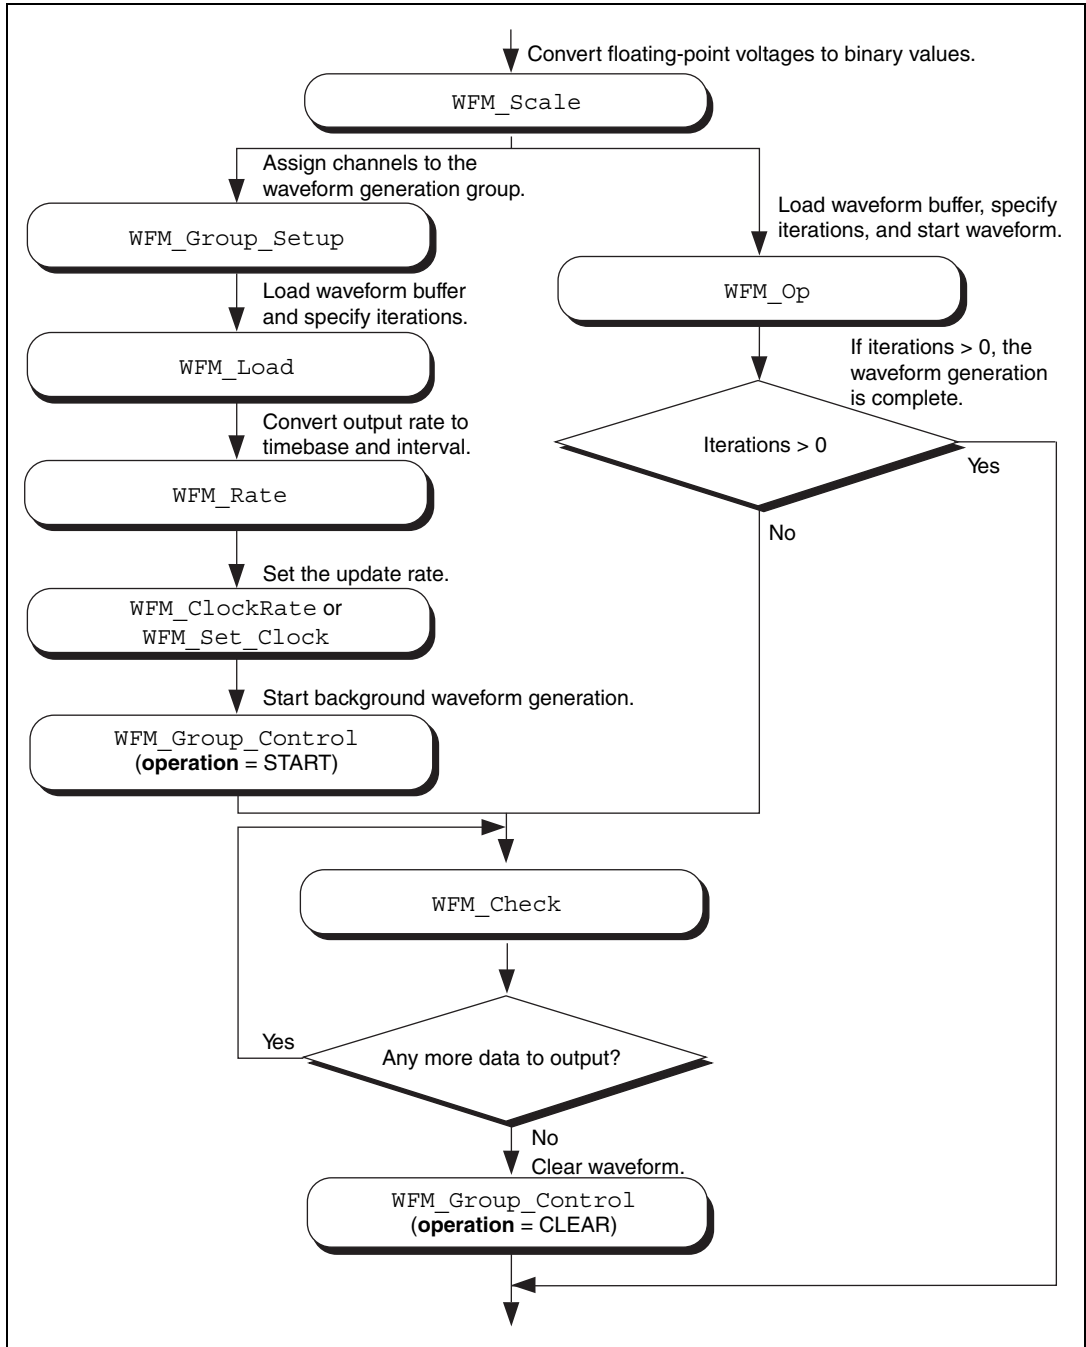 Convert floating-point voltages to binary values.
WFM_Scale
Assign channels to the
waveform generation group.
WFM_Group_Setup
Load waveform buffer
and specify iterations.
WFM_Load
Convert output rate to
timebase and interval.
WFM_Rate
Set the update rate.
WFM_ClockRate or
WFM_Set_Clock
Start background waveform generation.
WFM_Group_Control
(operation = START)
Load waveform buffer, specify
iterations, and start waveform.
WFM_Op
If iterations > 0, the
waveform generation
is complete.
Iterations > 0
Yes
No
WFM_Check
Yes
Any more data to output?
No
Clear waveform.
WFM_Group_Control
(operation = CLEAR)